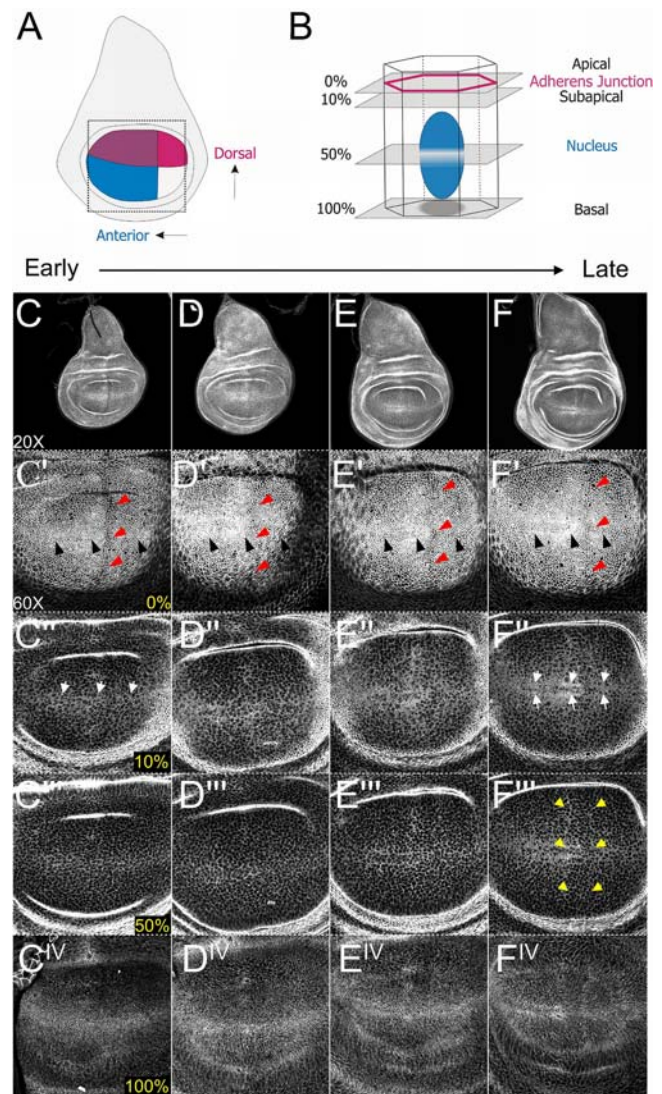 A
B
Dorsal
Anterior
0%
10%
50%
100%
Apical
Adherens Junction
Subapical
Nucleus
Basal
Early
Late
C
D
E
F
20X
C'
D'
E'
F'
60X
0%
C''
D''
E''
F''
10%
C'''
D'''
E'''
F'''
50%
C^IV
D^IV
E^IV
F^IV
100%